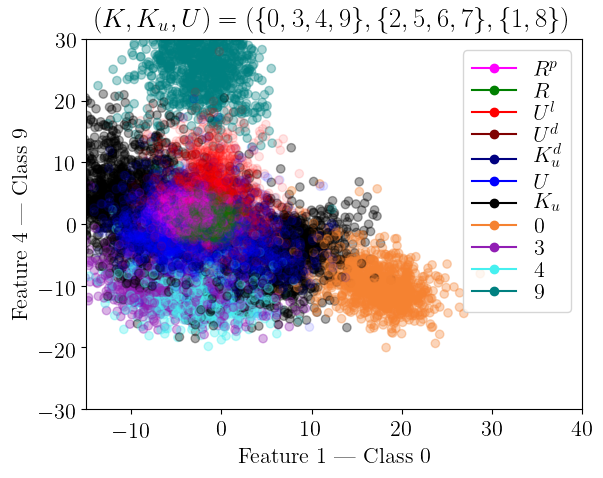 (K, K_u, U) = ({0, 3, 4, 9}, {2, 5, 6, 7}, {1, 8})
30
20
10
0
−10
−20
−30
Feature 4 — Class 9
−10
0
10
20
30
40
Feature 1 — Class 0
R^p
R
U^l
U^d
K_u^d
U
K_u
0
3
4
9